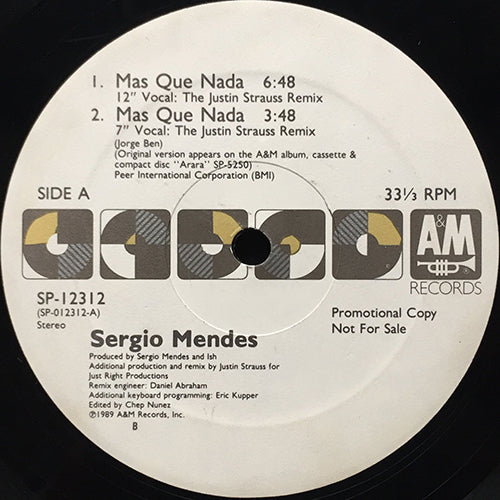 1. Mas Que Nada 6:48
12" Vocal: The Justin Strauss Remix
2. Mas Que Nada 3:48
7" Vocal: The Justin Strauss Remix
(Jorge Ben)
(Original version appears on the A&M album, cassette &
compact disc "Arara" SP-5250)
Peer International Corporation (BMI)
SIDE A
33⅓ RPM
A&M
RECORDS
SP-12312
(SP-012312-A)
Stereo
Promotional Copy
Not For Sale
Sergio Mendes
Produced by Sergio Mendes and Ish
Additional production and remix by Justin Strauss for
Just Right Productions
Remix engineer: Daniel Abraham
Additional keyboard programming: Eric Kupper
Edited by Chep Nunez
℗1989 A&M Records, Inc.
B